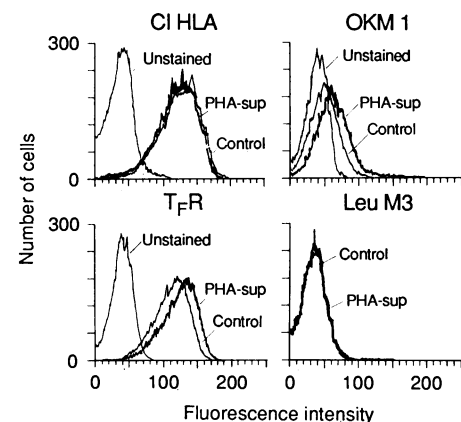 Cl HLA
OKM 1
300
Unstained
PHA-sup
Control
0
Unstained
PHA-sup
Control
Number of cells
TFR
Leu M3
300
Unstained
PHA-sup
Control
0
0 100 200
Control
PHA-sup
0 100 200
Fluorescence intensity